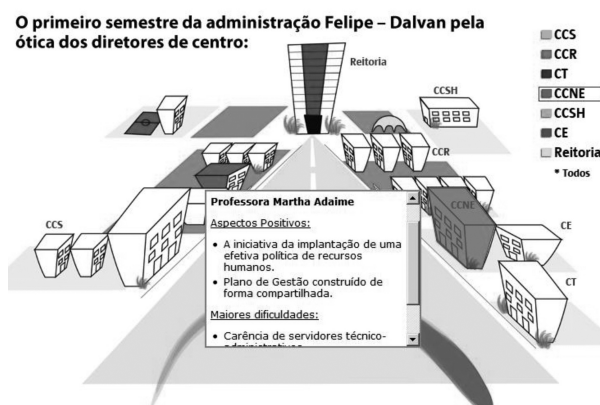 O primeiro semestre da administração Felipe – Dalvan pela
ótica dos diretores de centro:
Reitoria
CCSH
CCR
CCS
CCNE
CE
CT
CCS
CCR
CT
CCNE
CCSH
CE
Reitoria
* Todos
Professora Martha Adaime
Aspectos Positivos:
• A iniciativa da implantação de uma
efetiva política de recursos
humanos.
• Plano de Gestão construído de
forma compartilhada.
Maiores dificuldades:
• Carência de servidores técnico-